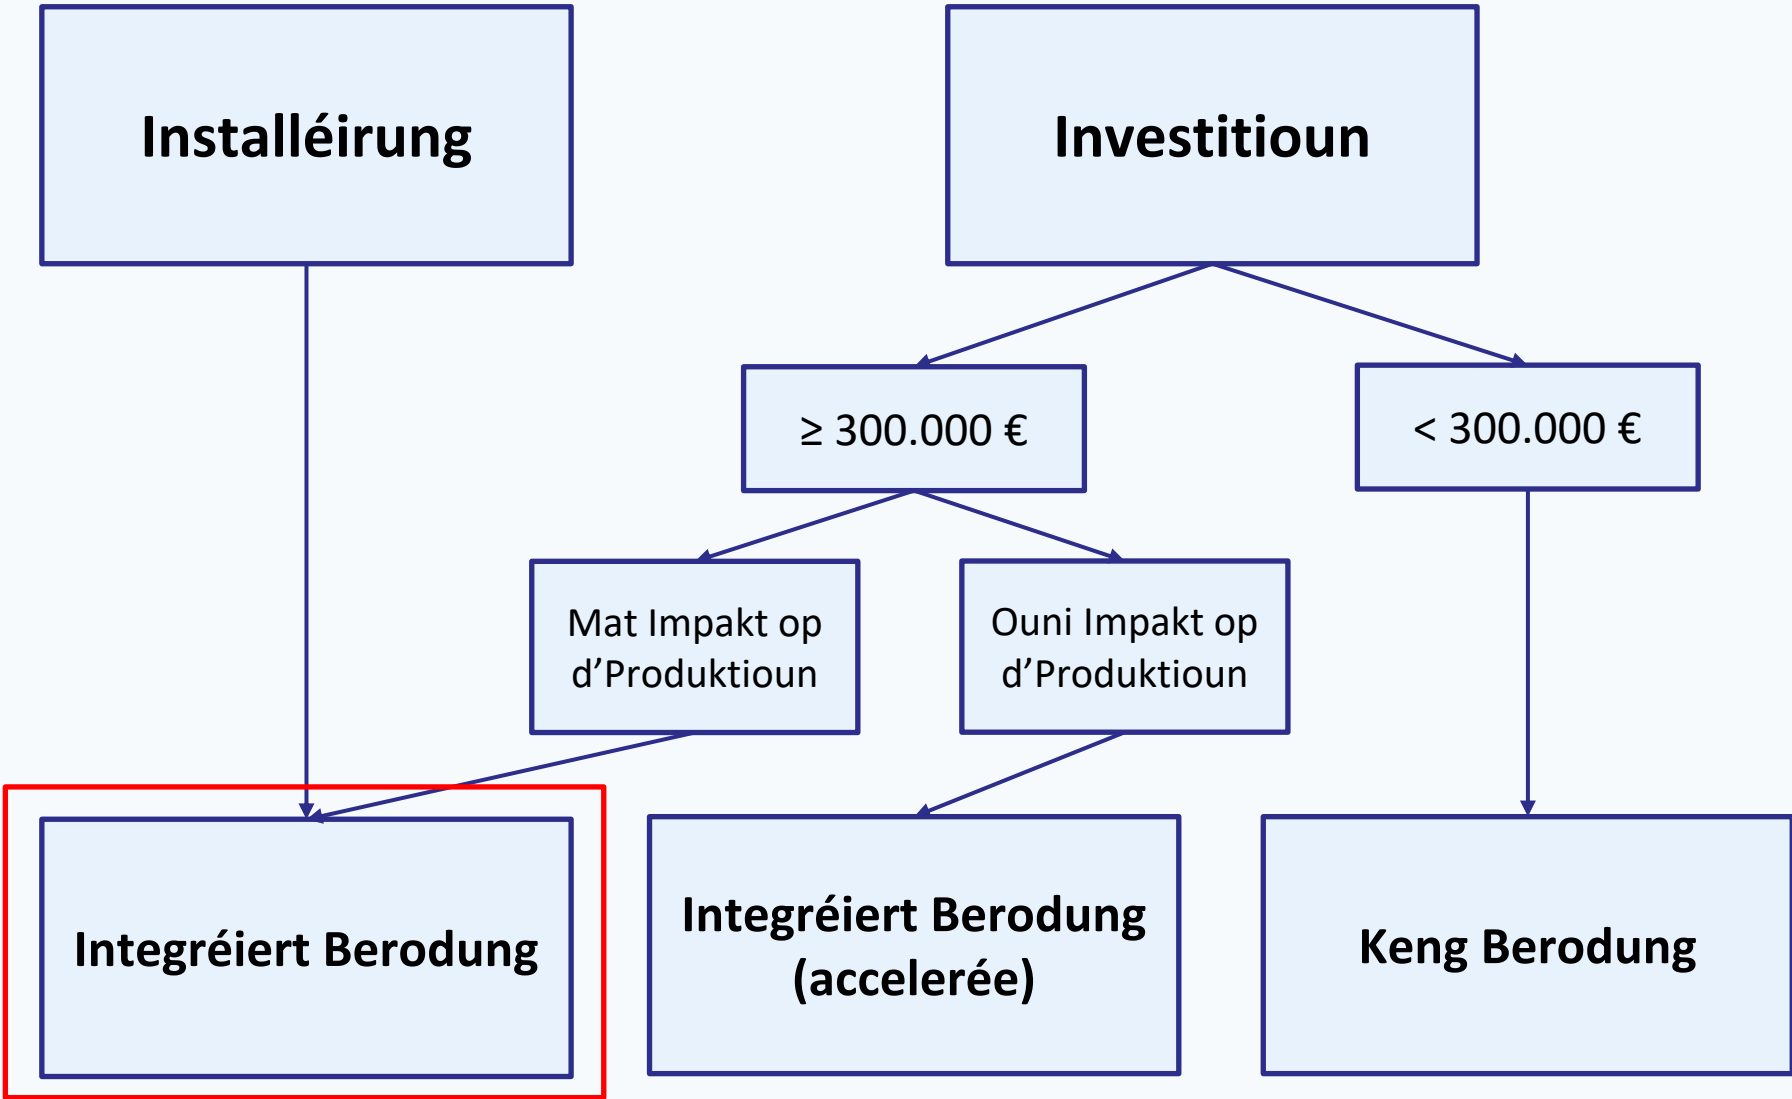 Installéirung
Investitioun
≥ 300.000 €
< 300.000 €
Mat Impakt op
d’Produktioun
Ouni Impakt op
d’Produktioun
Integréiert Berodung
Integréiert Berodung
(accelerée)
Keng Berodung